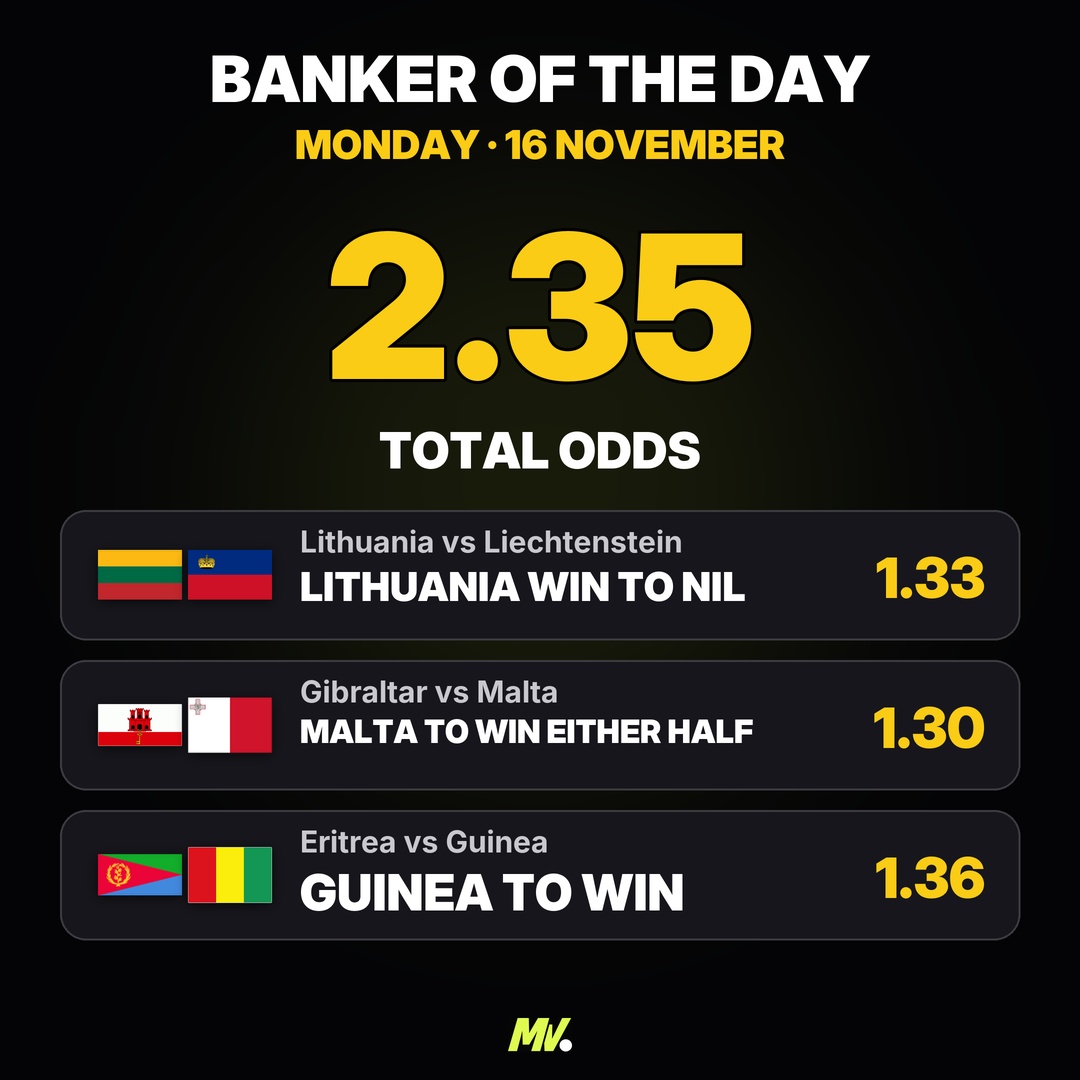 BANKER OF THE DAY
MONDAY · 16 NOVEMBER
2.35
TOTAL ODDS
Lithuania vs Liechtenstein
LITHUANIA WIN TO NIL
1.33
Gibraltar vs Malta
MALTA TO WIN EITHER HALF
1.30
Eritrea vs Guinea
GUINEA TO WIN
1.36
MV.